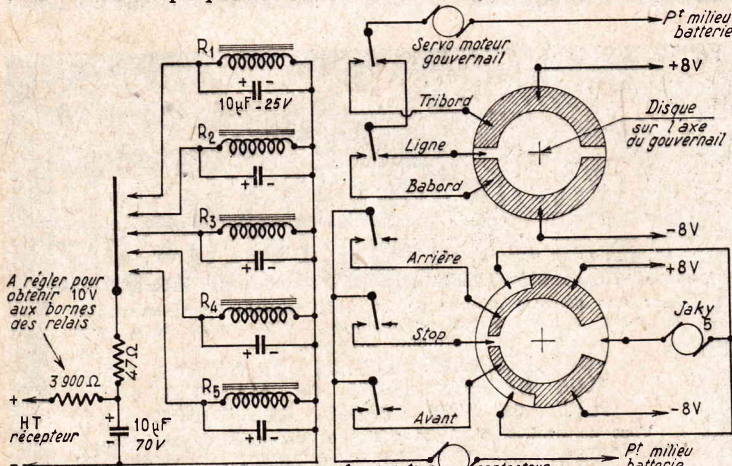 R1
+ -
10µF-25V
R2
+ -
R3
+ -
R4
+ -
R5
+ -
A régler pour
obtenir 10V
aux bornes
des relais
47Ω
3900Ω
+
HT
récepteur
+
-
10µF
70V
-
Servo moteur
gouvernail
Pt milieu
batterie
+8V
Tribord
Ligne
Babord
Disque
sur l'axe
du gouvernail
-8V
+8V
Arrière
Stop
Avant
Jaky
5
-8V
Pt milieu
batterie